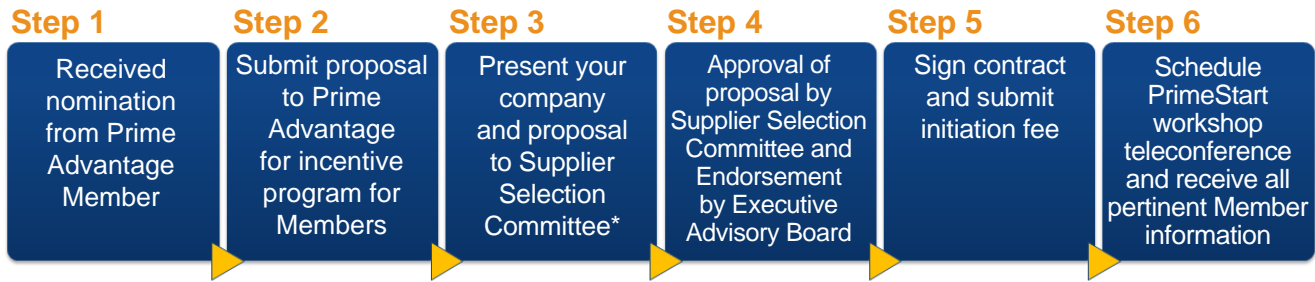 Step 1
Received
nomination
from Prime
Advantage
Member
Step 2
Submit proposal
to Prime
Advantage
for incentive
program for
Members
Step 3
Present your
company
and proposal
to Supplier
Selection
Committee*
Step 4
Approval of
proposal by
Supplier Selection
Committee and
Endorsement
by Executive
Advisory Board
Step 5
Sign contract
and submit
initiation fee
Step 6
Schedule
PrimeStart
workshop
teleconference
and receive all
pertinent Member
information